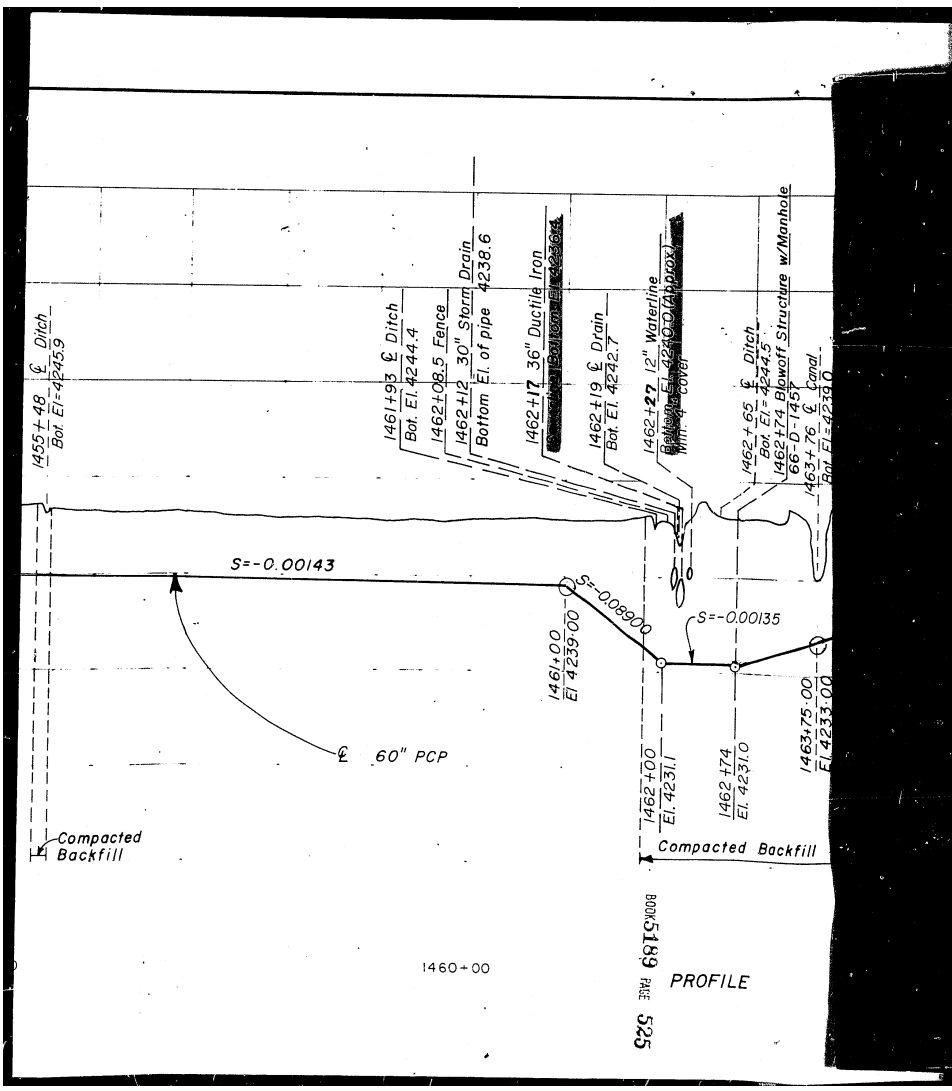 1455+48 ℄ Ditch
Bot. El=4245.9
1461+93 ℄ Ditch
Bot. El. 4244.4
1462+08.5 Fence
1462+12 30" Storm Drain
Bottom El. of pipe 4238.6
1462+17 36" Ductile Iron
1462+19 ℄ Drain
Bot. El. 4242.7
1462+27 12" Waterline
El. 4240.0 (Approx)
Min. 4' cover
1462+65 ℄ Ditch
Bot. El= 4244.5
1462+74 Blowoff Structure w/Manhole
66-D-1457
1463+76 ℄ Canal
Bot. El=4239.0
S=-0.00143
S=-0.08900
S=-0.00135
1461+00
El 4239.00
1463+75.00
El. 4233.00
℄ 60" PCP
1462+00
El. 4231.1
1462+74
El. 4231.0
Compacted
Backfill
Compacted Backfill
BOOK 5189 PAGE 525
1460+00
PROFILE